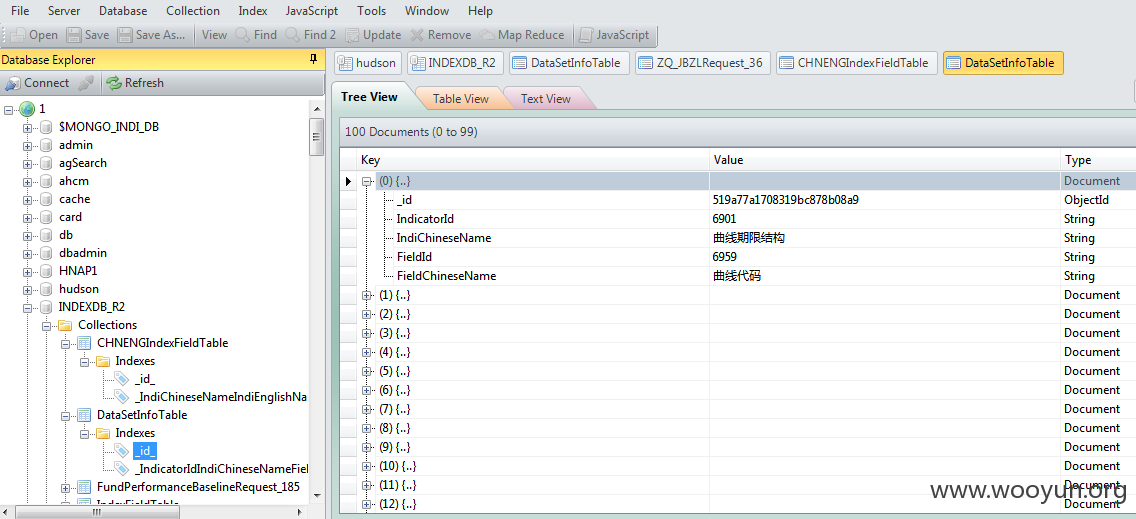 File Server Database Collection Index JavaScript Tools Window Help
Open Save Save As... View Find Find 2 Update Remove Map Reduce JavaScript
Database Explorer
Connect Refresh
1
$MONGO_INDI_DB
admin
agSearch
ahcm
cache
card
db
dbadmin
HNAP1
hudson
INDEXDB_R2
Collections
CHNENGIndexFieldTable
Indexes
_id_
_IndiChineseNameIndiEnglishNa
DataSetInfoTable
Indexes
_id_
_IndicatorIdIndiChineseNameFiel
FundPerformanceBaselineRequest_185
IndexFieldTable
hudson INDEXDB_R2 DataSetInfoTable ZQ_JBZLRequest_36 CHNENGIndexFieldTable DataSetInfoTable
Tree View Table View Text View
100 Documents (0 to 99)
Key Value Type
(0) {..} Document
_id 519a77a1708319bc878b08a9 ObjectId
IndicatorId 6901 String
IndiChineseName 曲线期限结构 String
FieldId 6959 String
FieldChineseName 曲线代码 String
(1) {..} Document
(2) {..} Document
(3) {..} Document
(4) {..} Document
(5) {..} Document
(6) {..} Document
(7) {..} Document
(8) {..} Document
(9) {..} Document
(10) {..} Document
(11) {..} Document
(12) {..} Document
www.wooyun.org